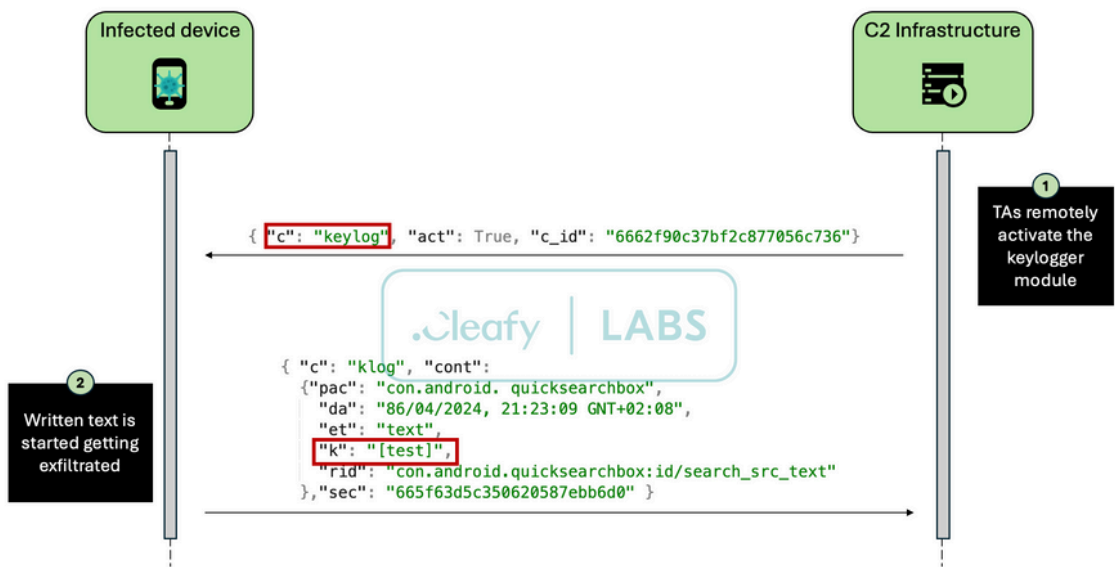 Infected device
C2 Infrastructure
1
TAs remotely
activate the
keylogger
module
{ "c": "keylog", "act": True, "c_id": "6662f90c37bf2c877056c736"}
.Cleafy | LABS
{ "c": "klog", "cont":
{"pac": "con.android. quicksearchbox",
"da": "86/04/2024, 21:23:09 GNT+02:08",
"et": "text",
"k": "[test]",
"rid": "con.android.quicksearchbox:id/search_src_text"
},"sec": "665f63d5c350620587ebb6d0" }
2
Written text is
started getting
exfiltrated